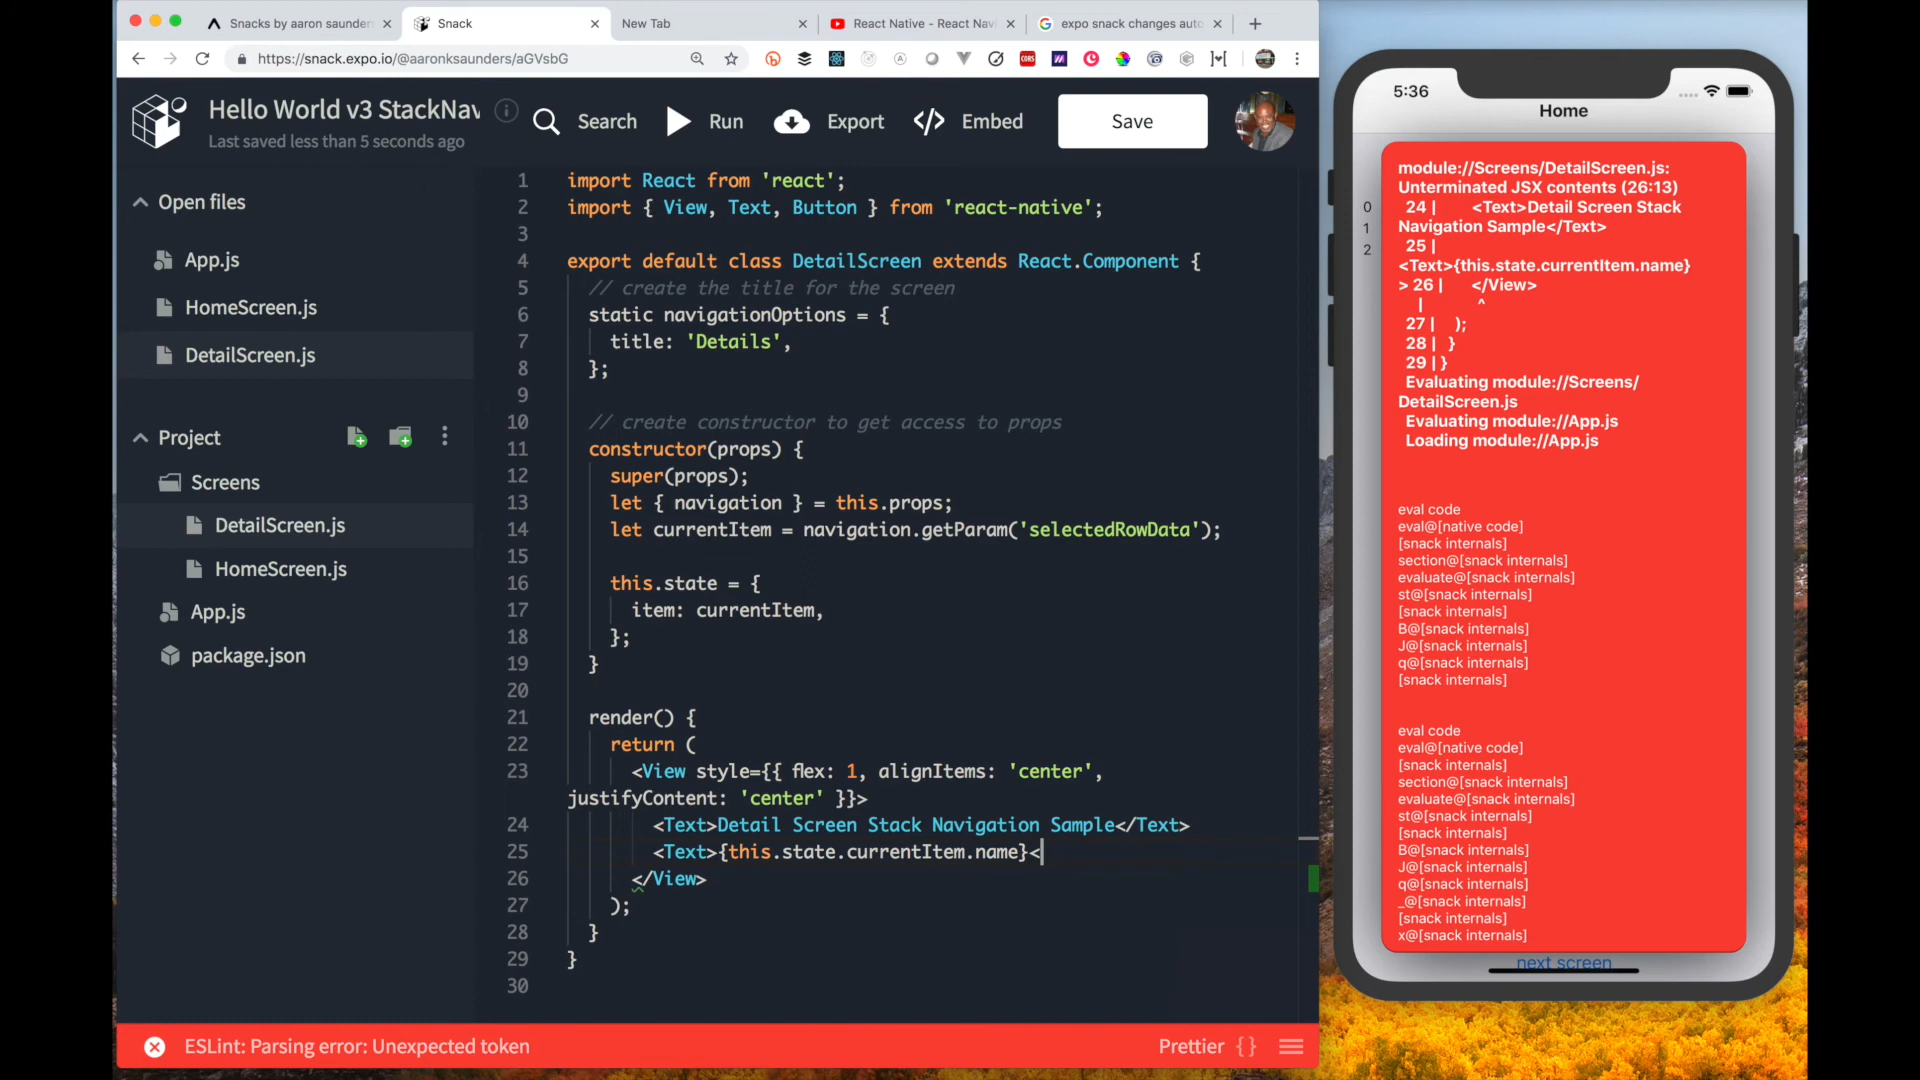 Snacks by aaron saunders
Snack
New Tab
React Native - React Nav
expo snack changes auto
https://snack.expo.io/@aaronksaunders/aGVsbG
CORS
Hello World v3 StackNav
Last saved less than 5 seconds ago
Search
Run
Export
Embed
Save
Open files
App.js
HomeScreen.js
DetailScreen.js
Project
Screens
DetailScreen.js
HomeScreen.js
App.js
package.json
1 import React from 'react';
2 import { View, Text, Button } from 'react-native';
3
4 export default class DetailScreen extends React.Component {
5 // create the title for the screen
6 static navigationOptions = {
7 title: 'Details',
8 };
9
10 // create constructor to get access to props
11 constructor(props) {
12 super(props);
13 let { navigation } = this.props;
14 let currentItem = navigation.getParam('selectedRowData');
15
16 this.state = {
17 item: currentItem,
18 };
19 }
20
21 render() {
22 return (
23 <View style={{ flex: 1, alignItems: 'center',
justifyContent: 'center' }}>
24 <Text>Detail Screen Stack Navigation Sample</Text>
25 <Text>{this.state.currentItem.name}<
26 </View>
27 );
28 }
29 }
30
ESLint: Parsing error: Unexpected token
Prettier {}
5:36
Home
0
1
2
module://Screens/DetailScreen.js:
Unterminated JSX contents (26:13)
24 | <Text>Detail Screen Stack
Navigation Sample</Text>
25 |
<Text>{this.state.currentItem.name}
> 26 | </View>
| ^
27 | );
28 | }
29 | }
Evaluating module://Screens/
DetailScreen.js
Evaluating module://App.js
Loading module://App.js
eval code
eval@[native code]
[snack internals]
section@[snack internals]
evaluate@[snack internals]
st@[snack internals]
[snack internals]
B@[snack internals]
J@[snack internals]
q@[snack internals]
[snack internals]
eval code
eval@[native code]
[snack internals]
section@[snack internals]
evaluate@[snack internals]
st@[snack internals]
[snack internals]
B@[snack internals]
J@[snack internals]
q@[snack internals]
_@[snack internals]
[snack internals]
x@[snack internals]
next screen